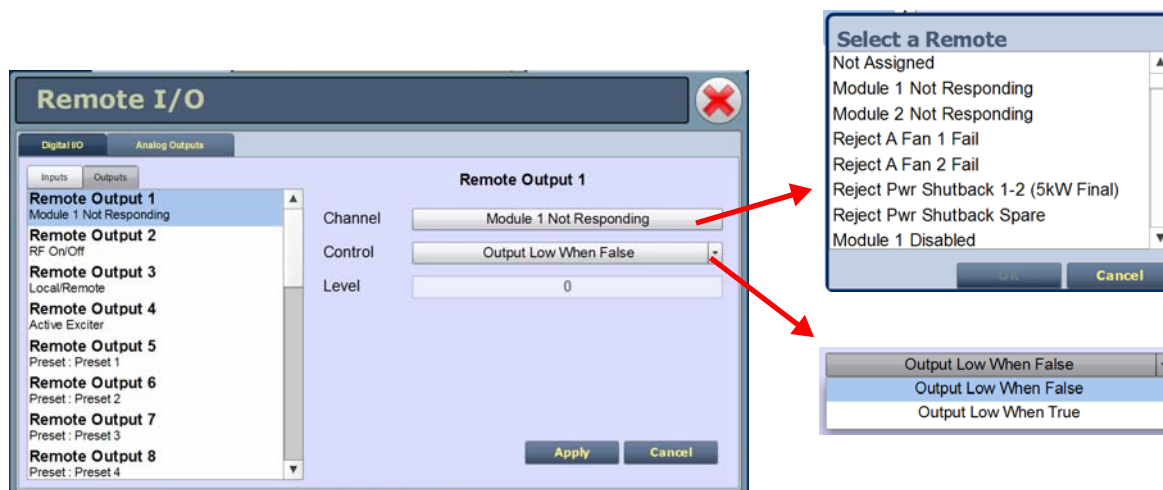 Remote I/O
Digital I/O
Analog Outputs
Inputs
Outputs
Remote Output 1
Module 1 Not Responding
Remote Output 2
RF On/Off
Remote Output 3
Local/Remote
Remote Output 4
Active Exciter
Remote Output 5
Preset : Preset 1
Remote Output 6
Preset : Preset 2
Remote Output 7
Preset : Preset 3
Remote Output 8
Preset : Preset 4
Remote Output 1
Channel
Module 1 Not Responding
Control
Output Low When False
Level
0
Apply
Cancel
Select a Remote
Not Assigned
Module 1 Not Responding
Module 2 Not Responding
Reject A Fan 1 Fail
Reject A Fan 2 Fail
Reject Pwr Shutback 1-2 (5kW Final)
Reject Pwr Shutback Spare
Module 1 Disabled
OK
Cancel
Output Low When False
Output Low When False
Output Low When True